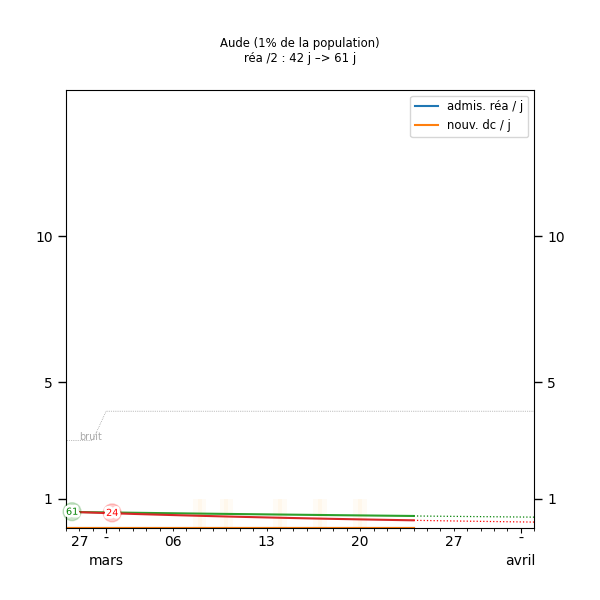 Aude (1% de la population)
réa /2 : 42 j –> 61 j
admis. réa / j
nouv. dc / j
10 10
5 5
bruit
1 1
61 -24
27 - 06 13 20 27 -
mars avril